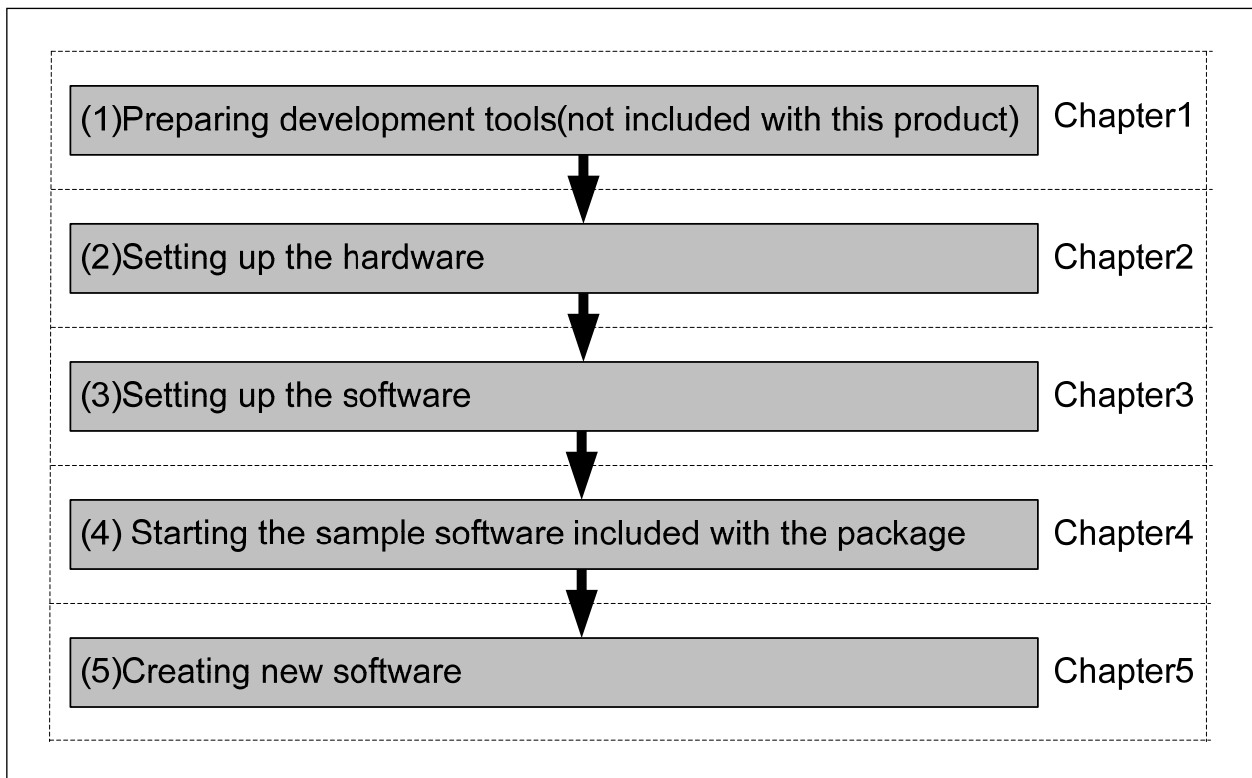 (1)Preparing development tools(not included with this product) Chapter1
(2)Setting up the hardware Chapter2
(3)Setting up the software Chapter3
(4) Starting the sample software included with the package Chapter4
(5)Creating new software Chapter5